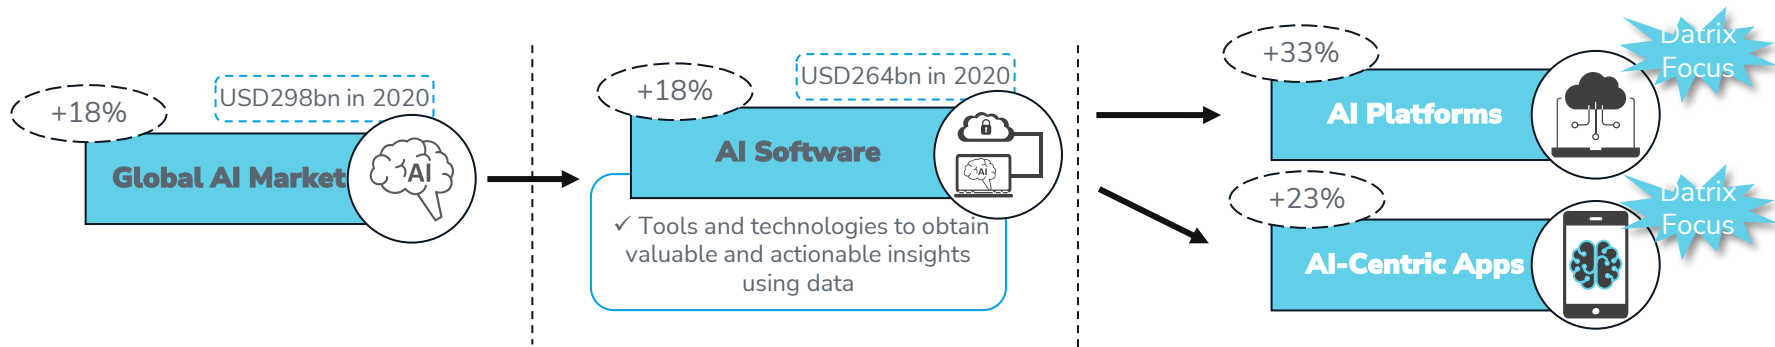 +18%
USD298bn in 2020
Global AI Market
AI
+18%
USD264bn in 2020
AI Software
AI
✓ Tools and technologies to obtain
valuable and actionable insights
using data
+33%
AI Platforms
Datrix
Focus
+23%
AI-Centric Apps
Datrix
Focus